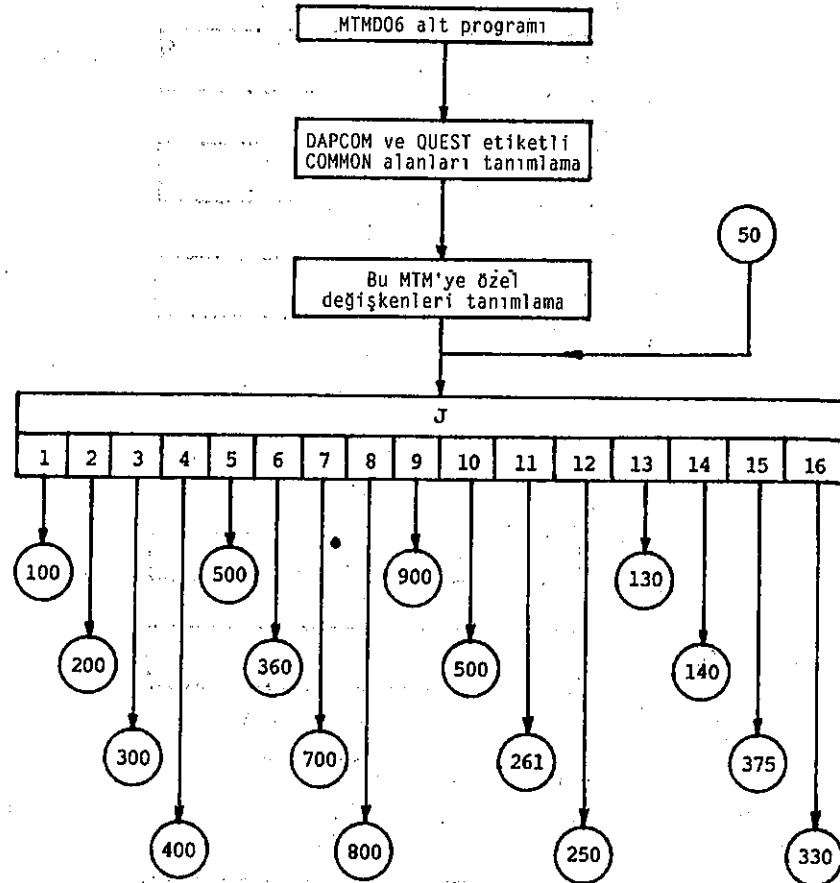 MTMD06 alt programı
DAPCOM ve QUEST etiketli
COMMON alanları tanımlama
50
Bu MTM'ye özel
değişkenleri tanımlama
J
1 2 3 4 5 6 7 8 9 10 11 12 13 14 15 16
100 500 900 130
200 360 500 140
300 700 261 375
400 800 250 330